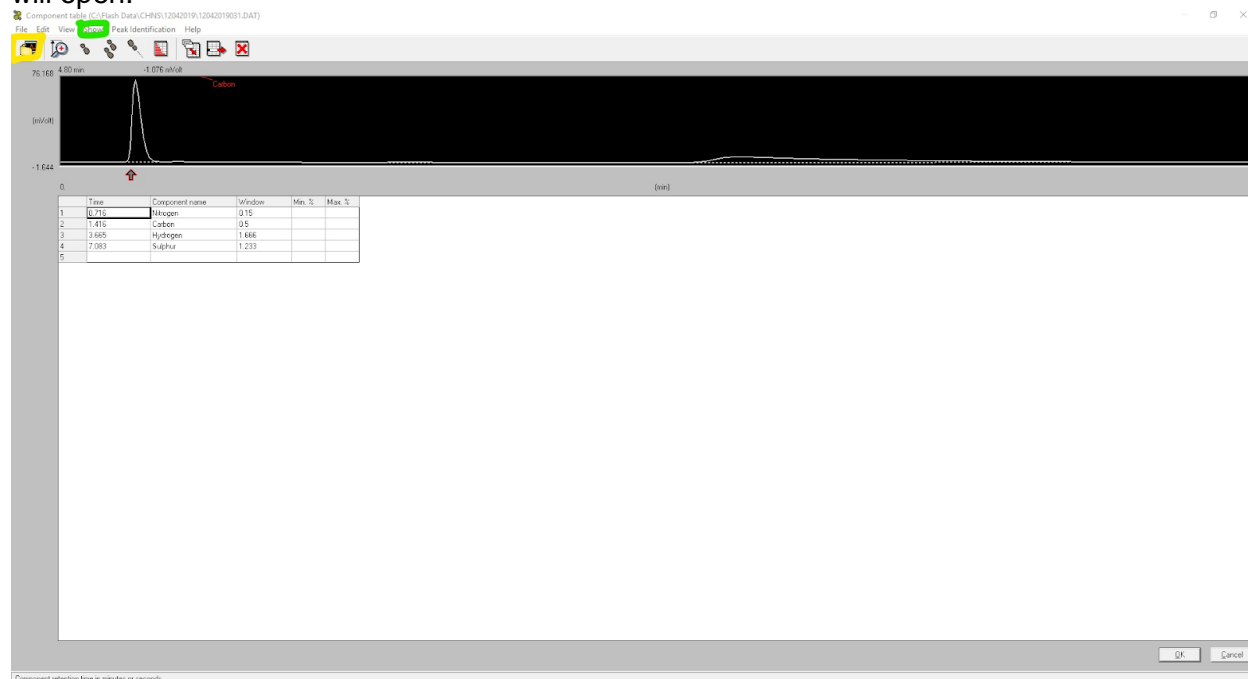 will open.
Component table (C:\Flash Data\CHNS\12042019\12042019031.DAT)
File Edit View Show Peak Identification Help
4.80 min -1.076 mVolt
76.168
Carbon
(mVolt)
-1.644
0. (min)
Time Component name Window Min. % Max. %
1 0.716 Nitrogen 0.15
2 1.416 Carbon 0.5
3 3.665 Hydrogen 1.666
4 7.083 Sulphur 1.233
5
OK Cancel
Component retention time in minutes or seconds